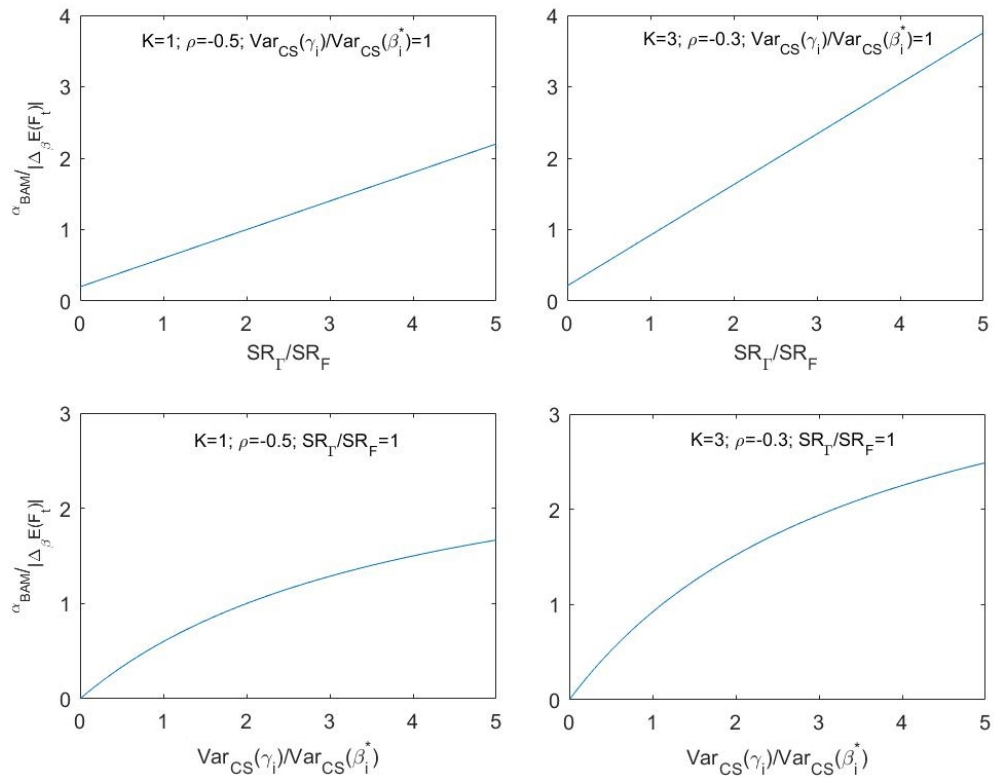 K=1; ρ=-0.5; Var_CS(γ_i)/Var_CS(β_i^*)=1
α_BAM/|Δ_β E(F_t)|
4
3
2
1
0
0 1 2 3 4 5
SR_Γ/SR_F
K=3; ρ=-0.3; Var_CS(γ_i)/Var_CS(β_i^*)=1
4
3
2
1
0
0 1 2 3 4 5
SR_Γ/SR_F
K=1; ρ=-0.5; SR_Γ/SR_F=1
α_BAM/|Δ_β E(F_t)|
3
2
1
0
0 1 2 3 4 5
Var_CS(γ_i)/Var_CS(β_i^*)
K=3; ρ=-0.3; SR_Γ/SR_F=1
3
2
1
0
0 1 2 3 4 5
Var_CS(γ_i)/Var_CS(β_i^*)